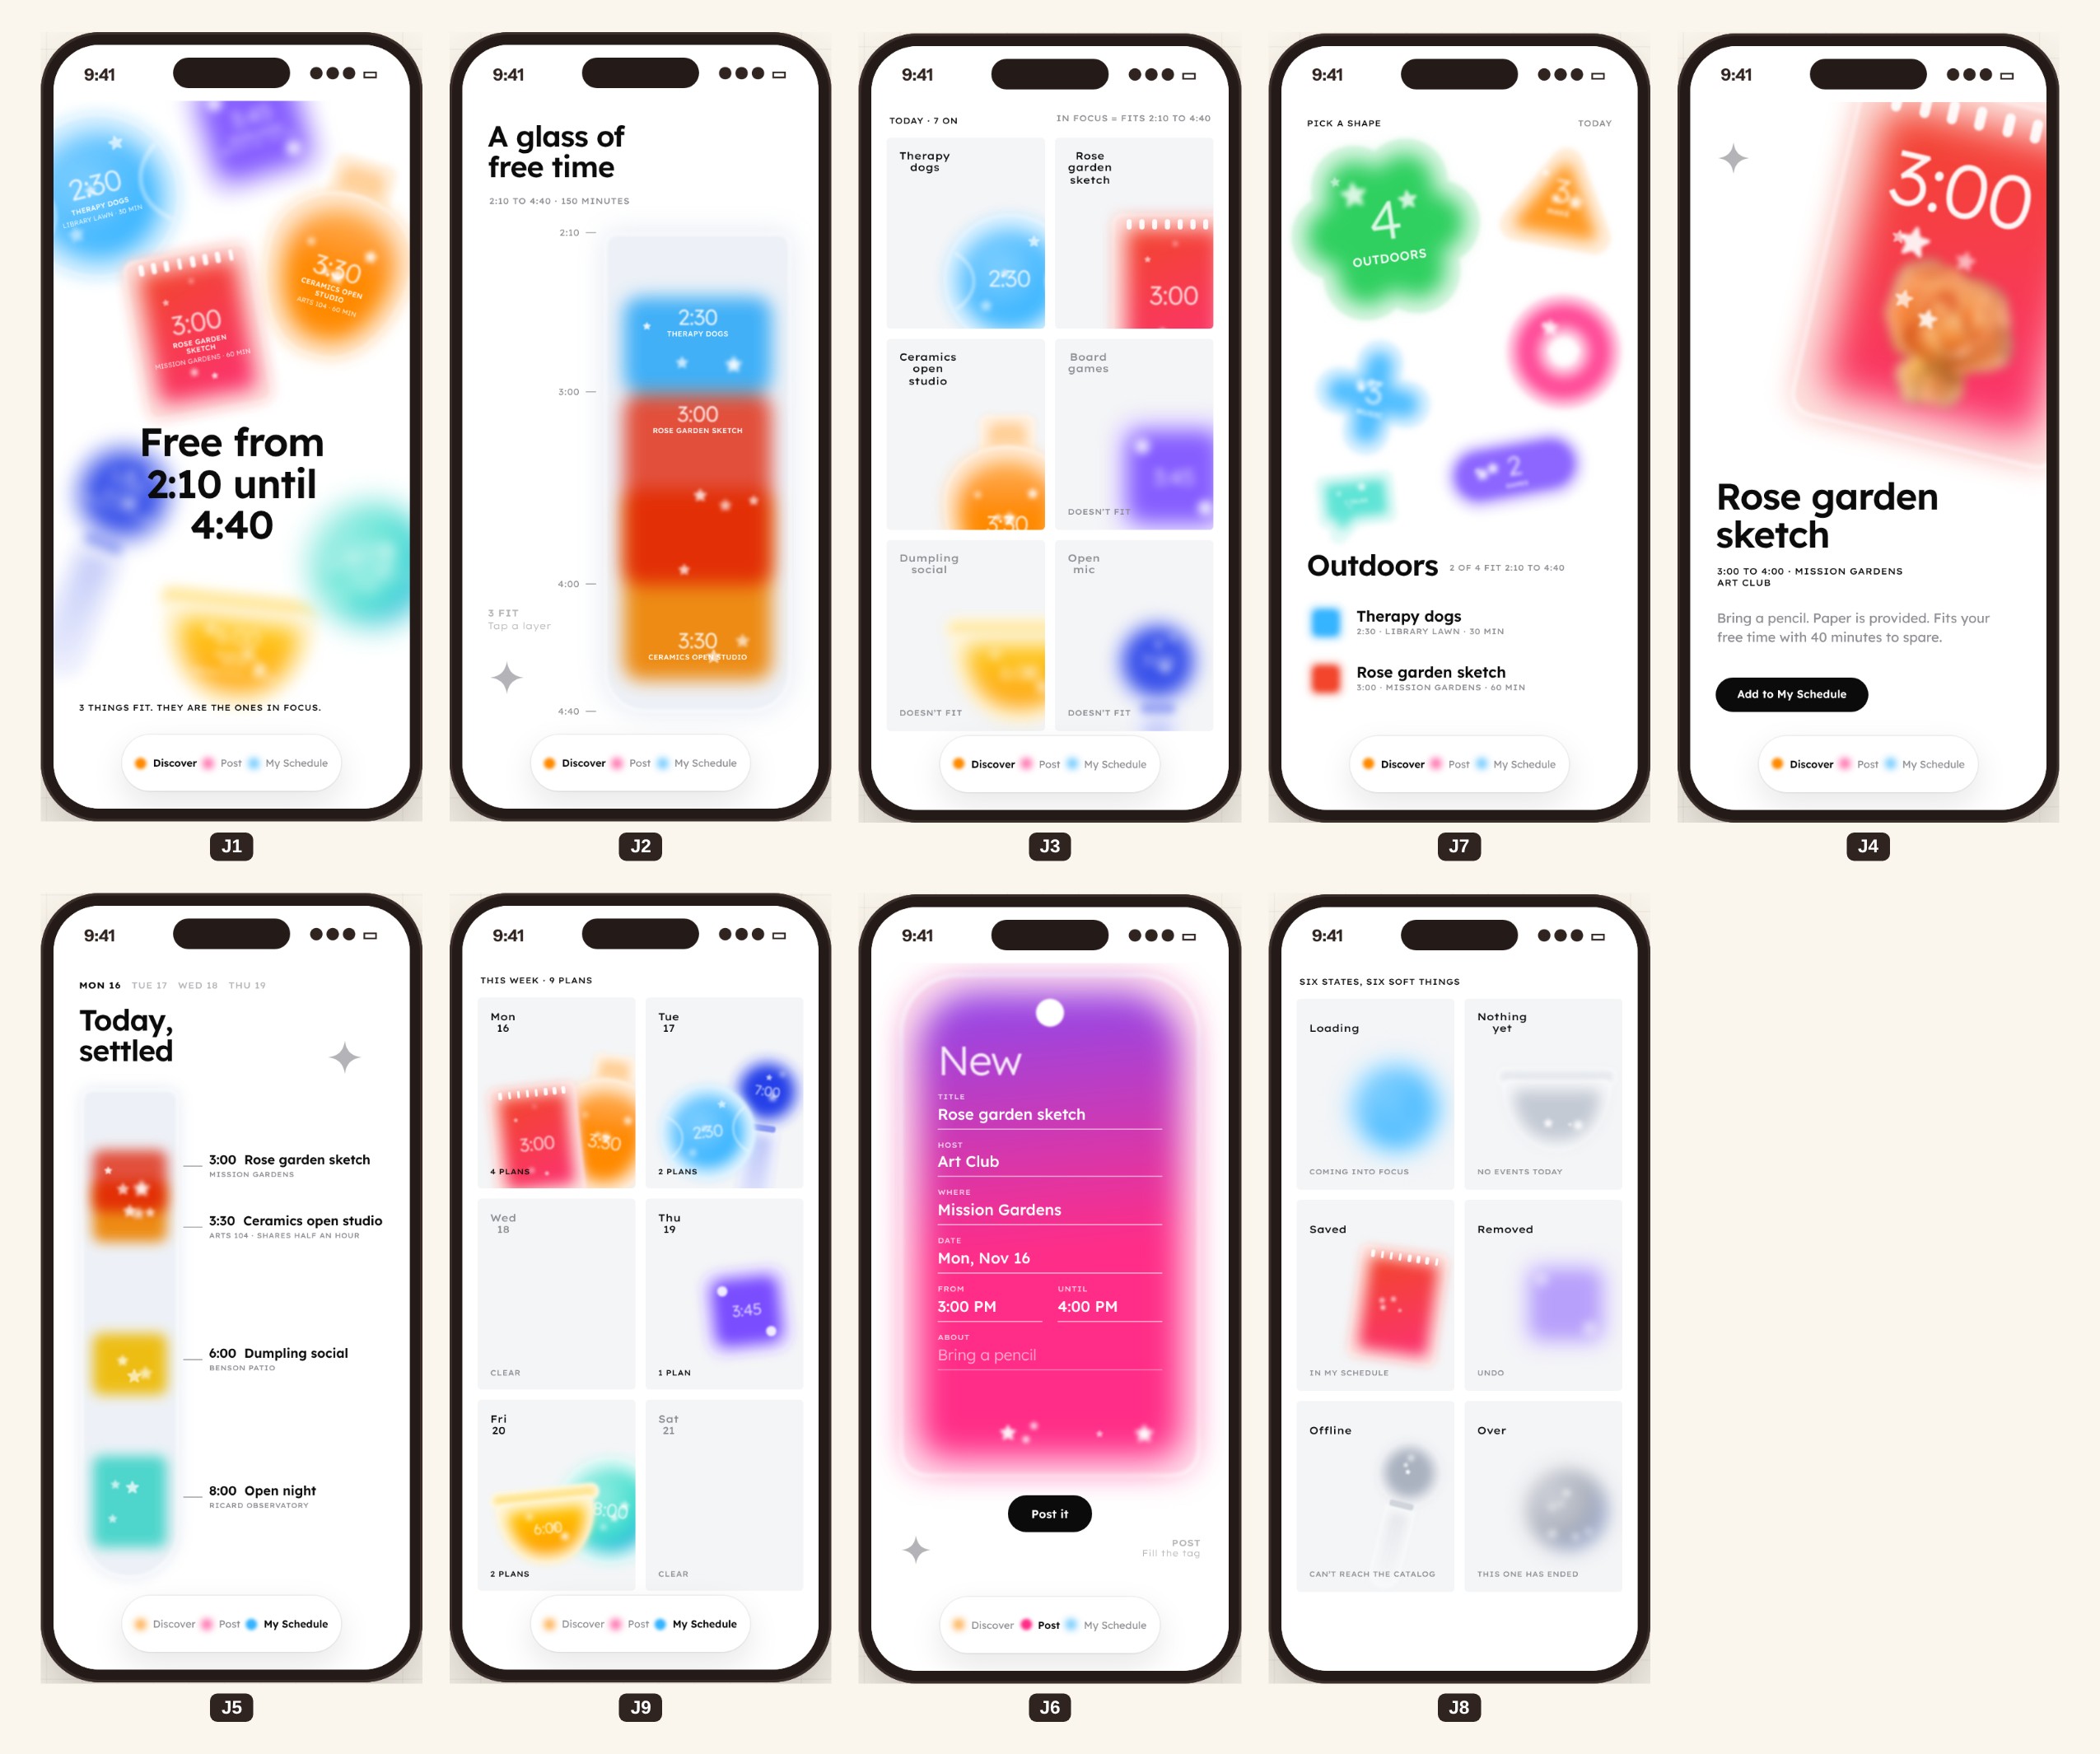 9:41
3:45
2:30
THERAPY DOGS
LIBRARY LAWN · 30 MIN
3:30
CERAMICS OPEN
STUDIO
ARTS 104 · 60 MIN
3:00
ROSE GARDEN
SKETCH
MISSION GARDENS · 60 MIN
Free from
2:10 until
4:40
3 THINGS FIT. THEY ARE THE ONES IN FOCUS.
Discover Post My Schedule
J1
9:41
A glass of
free time
2:10 TO 4:40 · 150 MINUTES
2:10
2:30
THERAPY DOGS
3:00
3:00
ROSE GARDEN SKETCH
4:00
3 FIT
Tap a layer
3:30
CERAMICS OPEN STUDIO
4:40
Discover Post My Schedule
J2
9:41
TODAY · 7 ON
IN FOCUS = FITS 2:10 TO 4:40
Therapy
dogs
2:30
Rose
garden
sketch
3:00
Ceramics
open
studio
3:30
Board
games
3:45
DOESN'T FIT
Dumpling
social
DOESN'T FIT
Open
mic
DOESN'T FIT
Discover Post My Schedule
J3
9:41
PICK A SHAPE
TODAY
4
OUTDOORS
3
3
2
Outdoors 2 OF 4 FIT 2:10 TO 4:40
Therapy dogs
2:30 · LIBRARY LAWN · 30 MIN
Rose garden sketch
3:00 · MISSION GARDENS · 60 MIN
Discover Post My Schedule
J7
9:41
3:00
Rose garden
sketch
3:00 TO 4:00 · MISSION GARDENS
ART CLUB
Bring a pencil. Paper is provided. Fits your
free time with 40 minutes to spare.
Add to My Schedule
Discover Post My Schedule
J4
9:41
MON 16 TUE 17 WED 18 THU 19
Today,
settled
3:00 Rose garden sketch
MISSION GARDENS
3:30 Ceramics open studio
ARTS 104 · SHARES HALF AN HOUR
6:00 Dumpling social
BENSON PATIO
8:00 Open night
RICARD OBSERVATORY
Discover Post My Schedule
J5
9:41
THIS WEEK · 9 PLANS
Mon
16
3:00
3:30
4 PLANS
Tue
17
7:00
2:30
2 PLANS
Wed
18
CLEAR
Thu
19
3:45
1 PLAN
Fri
20
8:00
6:00
2 PLANS
Sat
21
CLEAR
Discover Post My Schedule
J9
9:41
New
TITLE
Rose garden sketch
HOST
Art Club
WHERE
Mission Gardens
DATE
Mon, Nov 16
FROM UNTIL
3:00 PM 4:00 PM
ABOUT
Bring a pencil
Post it
POST
Fill the tag
Discover Post My Schedule
J6
9:41
SIX STATES, SIX SOFT THINGS
Loading
COMING INTO FOCUS
Nothing
yet
NO EVENTS TODAY
Saved
IN MY SCHEDULE
Removed
UNDO
Offline
CAN'T REACH THE CATALOG
Over
THIS ONE HAS ENDED
J8